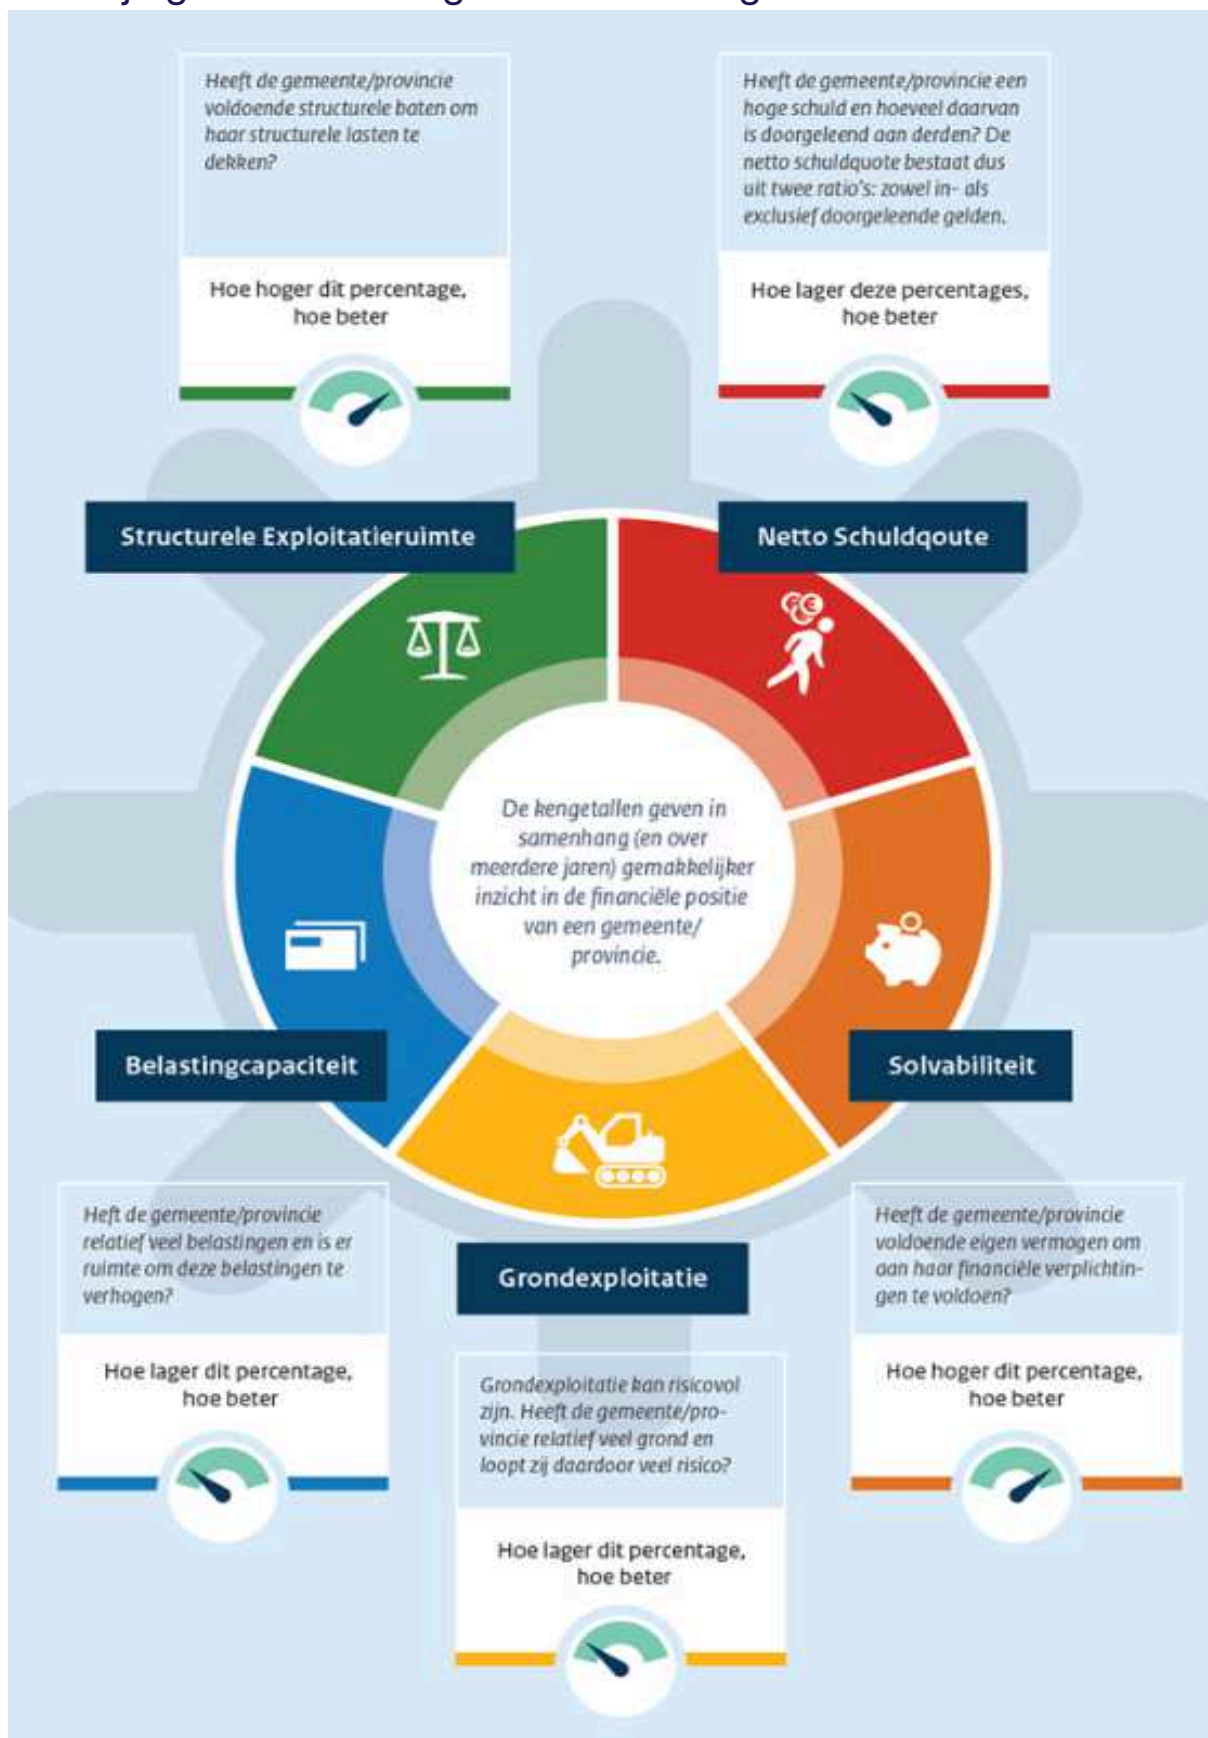 Heeft de gemeente/provincie
voldoende structurele baten om
haar structurele lasten te
dekken?
Hoe hoger dit percentage,
hoe beter
Heeft de gemeente/provincie een
hoge schuld en hoeveel daarvan
is doorgeleend aan derden? De
netto schuldquote bestaat dus
uit twee ratio's: zowel in- als
exclusief doorgeleende gelden.
Hoe lager deze percentages,
hoe beter
Structurele Exploitatieruimte
Netto Schuldqoute
De kengetallen geven in
samenhang (en over
meerdere jaren) gemakkelijker
inzicht in de financiële positie
van een gemeente/
provincie.
Belastingcapaciteit
Solvabiliteit
Heft de gemeente/provincie
relatief veel belastingen en is er
ruimte om deze belastingen te
verhogen?
Hoe lager dit percentage,
hoe beter
Grondexploitatie
Grondexploitatie kan risicovol
zijn. Heeft de gemeente/pro-
vincie relatief veel grond en
loopt zij daardoor veel risico?
Hoe lager dit percentage,
hoe beter
Heeft de gemeente/provincie
voldoende eigen vermogen om
aan haar financiële verplichtin-
gen te voldoen?
Hoe hoger dit percentage,
hoe beter